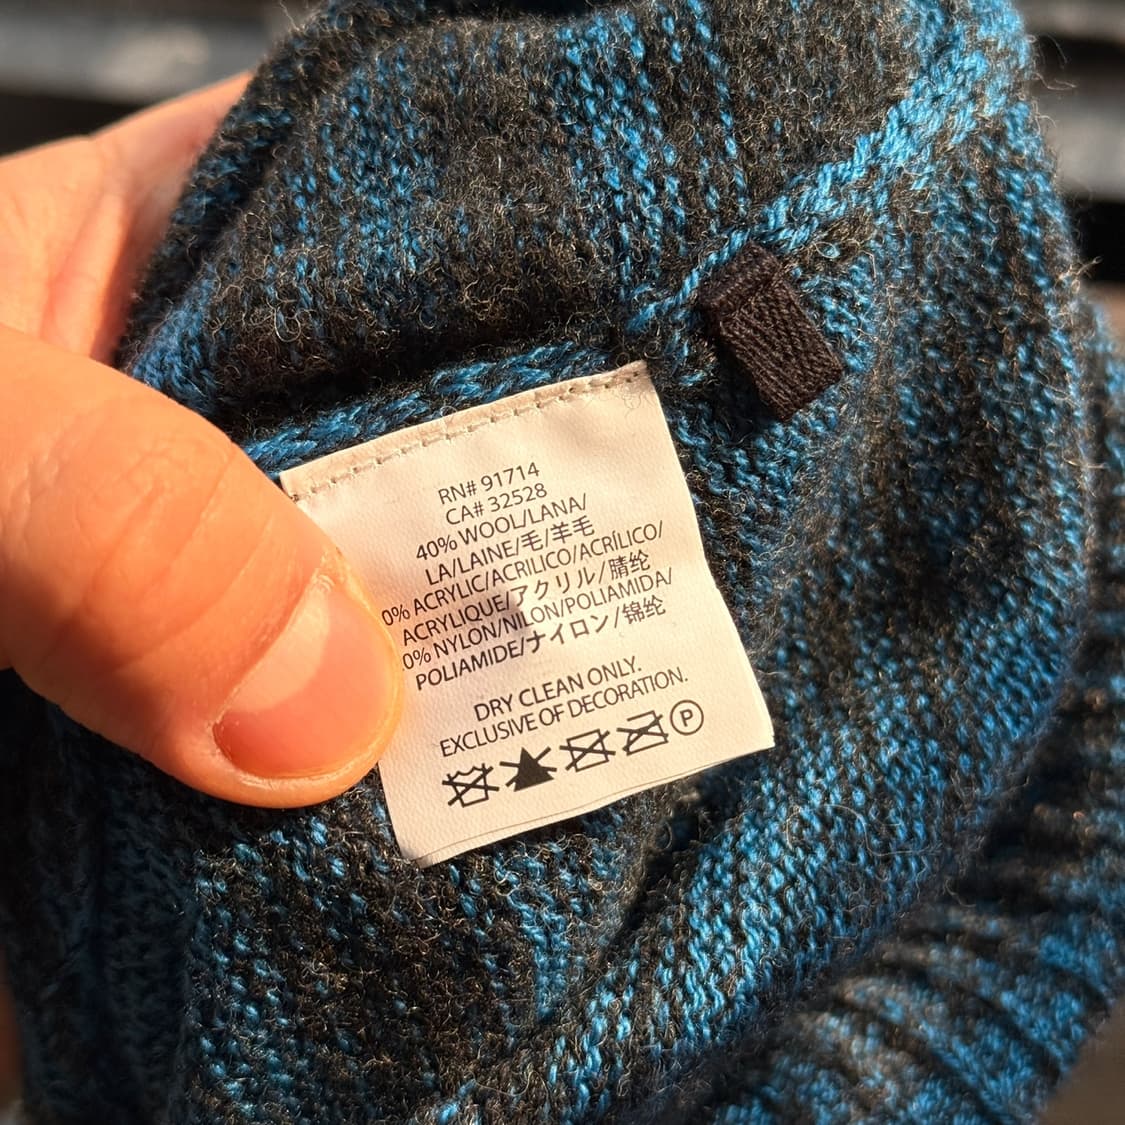 RN# 91714
CA# 32528
40% WOOL/LANA/
LA/LAINE/毛/羊毛
0% ACRYLIC/ACRILICO/ACRÍLICO/
ACRYLIQUE/アクリル/腈纶
0% NYLON/NILON/POLIAMIDA/
POLIAMIDE/ナイロン/锦纶
DRY CLEAN ONLY.
EXCLUSIVE OF DECORATION.
P